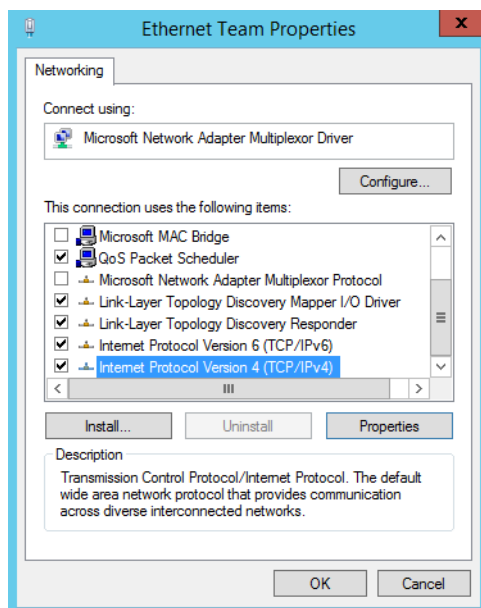 Ethernet Team Properties
x
Networking
Connect using:
Microsoft Network Adapter Multiplexor Driver
Configure...
This connection uses the following items:
Microsoft MAC Bridge
QoS Packet Scheduler
Microsoft Network Adapter Multiplexor Protocol
Link-Layer Topology Discovery Mapper I/O Driver
Link-Layer Topology Discovery Responder
Internet Protocol Version 6 (TCP/IPv6)
Internet Protocol Version 4 (TCP/IPv4)
Install...
Uninstall
Properties
Description
Transmission Control Protocol/Internet Protocol. The default
wide area network protocol that provides communication
across diverse interconnected networks.
OK
Cancel